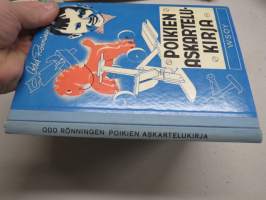 POIKIEN
ASKARTELU-
KIRJA
WSOY
ODD RÖNNINGEN POIKIEN ASKARTELUKIRJA